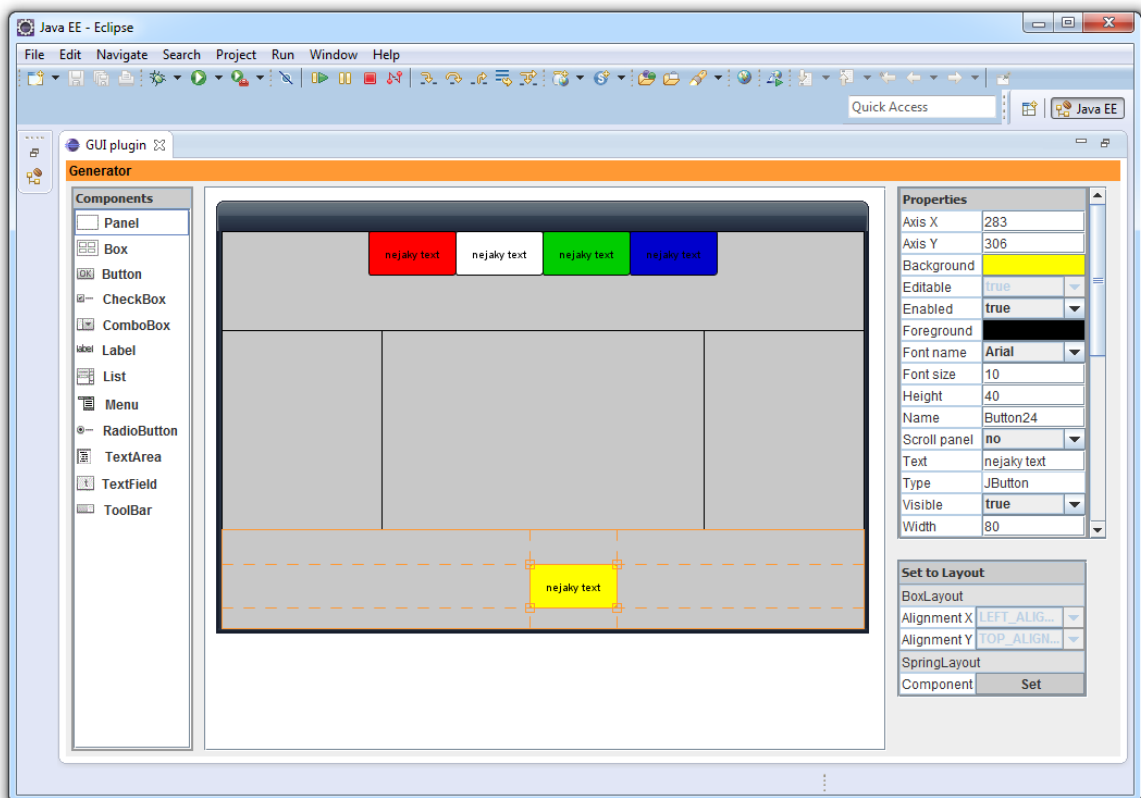 Java EE - Eclipse
File Edit Navigate Search Project Run Window Help
Quick Access
Java EE
GUI plugin
Generator
Components
Panel
Box
OK Button
CheckBox
ComboBox
label Label
List
Menu
RadioButton
TextArea
t TextField
ToolBar
nejaky text nejaky text nejaky text nejaky text
nejaky text
Properties
Axis X 283
Axis Y 306
Background
Editable true
Enabled true
Foreground
Font name Arial
Font size 10
Height 40
Name Button24
Scroll panel no
Text nejaky text
Type JButton
Visible true
Width 80
Set to Layout
BoxLayout
Alignment X LEFT_ALIG...
Alignment Y TOP_ALIGN...
SpringLayout
Component Set